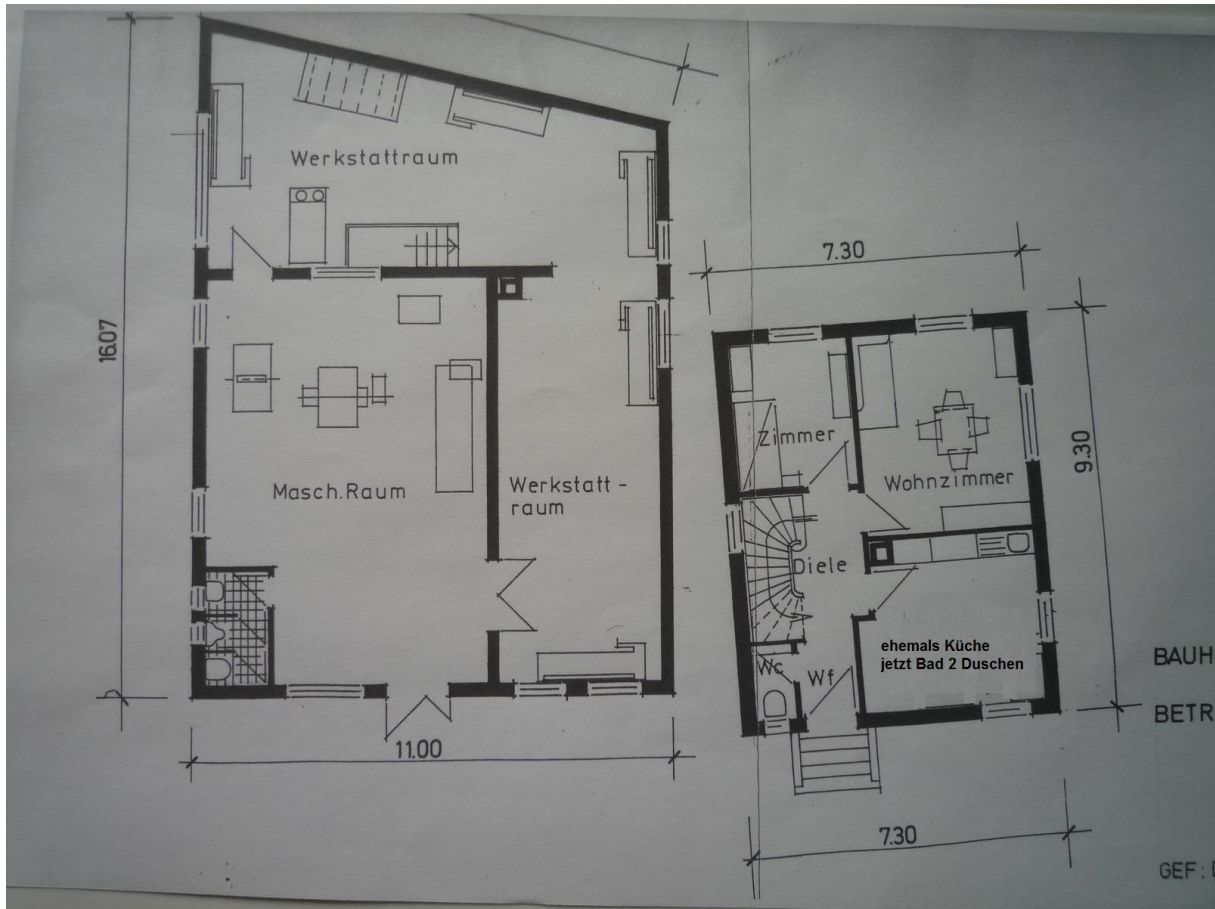 16.07
Werkstattraum
Masch.Raum
Werkstatt -
raum
11.00
7.30
9.30
Zimmer
Wohnzimmer
Diele
ehemals Küche
jetzt Bad 2 Duschen
Wc
Wf
7.30
BAUH
BETR
GEF: